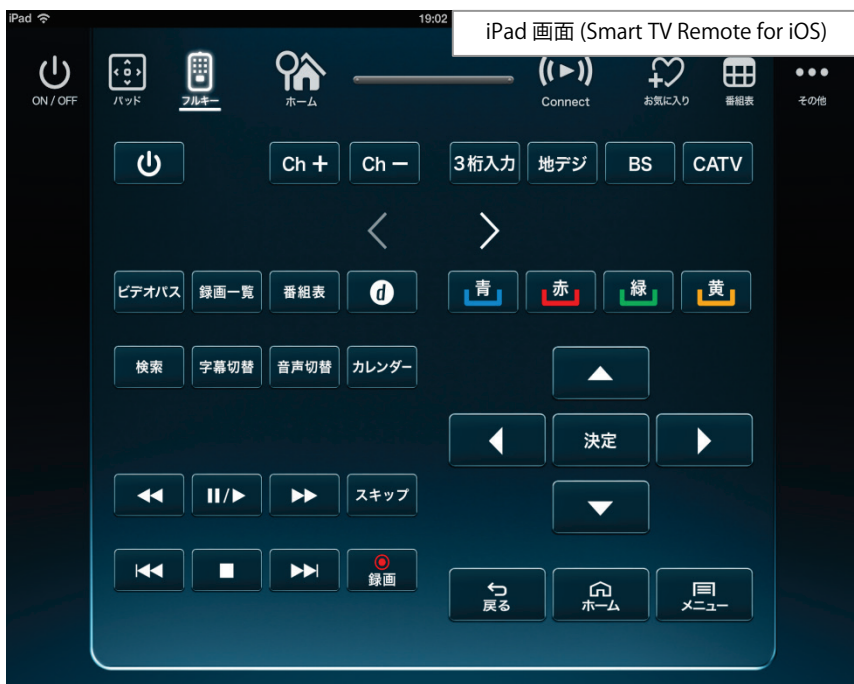 iPad
19:02
iPad 画面 (Smart TV Remote for iOS)
ON / OFF
パッド
フルキー
ホーム
Connect
お気に入り
番組表
その他
Ch +
Ch −
3桁入力
地デジ
BS
CATV
ビデオパス
録画一覧
番組表
d
青
赤
緑
黄
検索
字幕切替
音声切替
カレンダー
決定
スキップ
録画
戻る
ホーム
メニュー